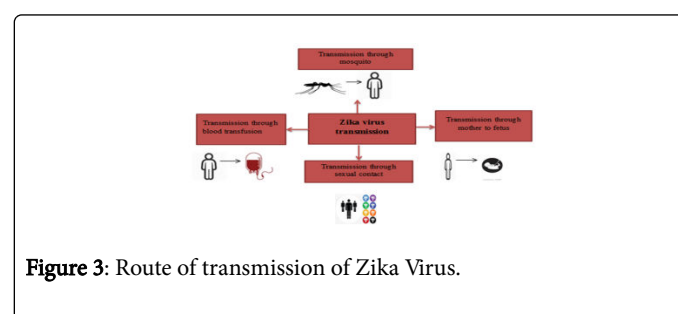 Transmission through
mosquito
Transmission through
blood transfusion
Zika virus
transmission
Transmission through
mother to fetus
Transmission through
sexual contact
Figure 3: Route of transmission of Zika Virus.